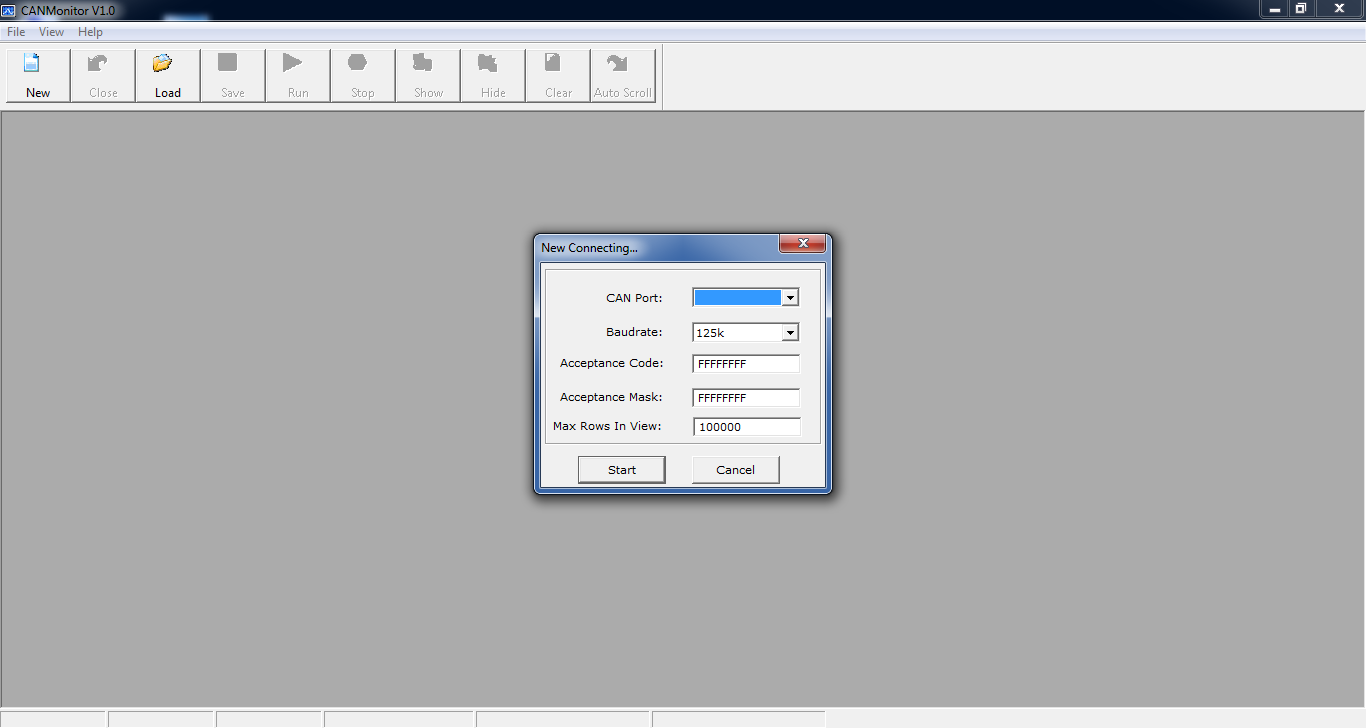 CANMonitor V1.0
File View Help
New Close Load Save Run Stop Show Hide Clear Auto Scroll
New Connecting...
CAN Port:
Baudrate: 125k
Acceptance Code: FFFFFFFF
Acceptance Mask: FFFFFFFF
Max Rows In View: 100000
Start Cancel